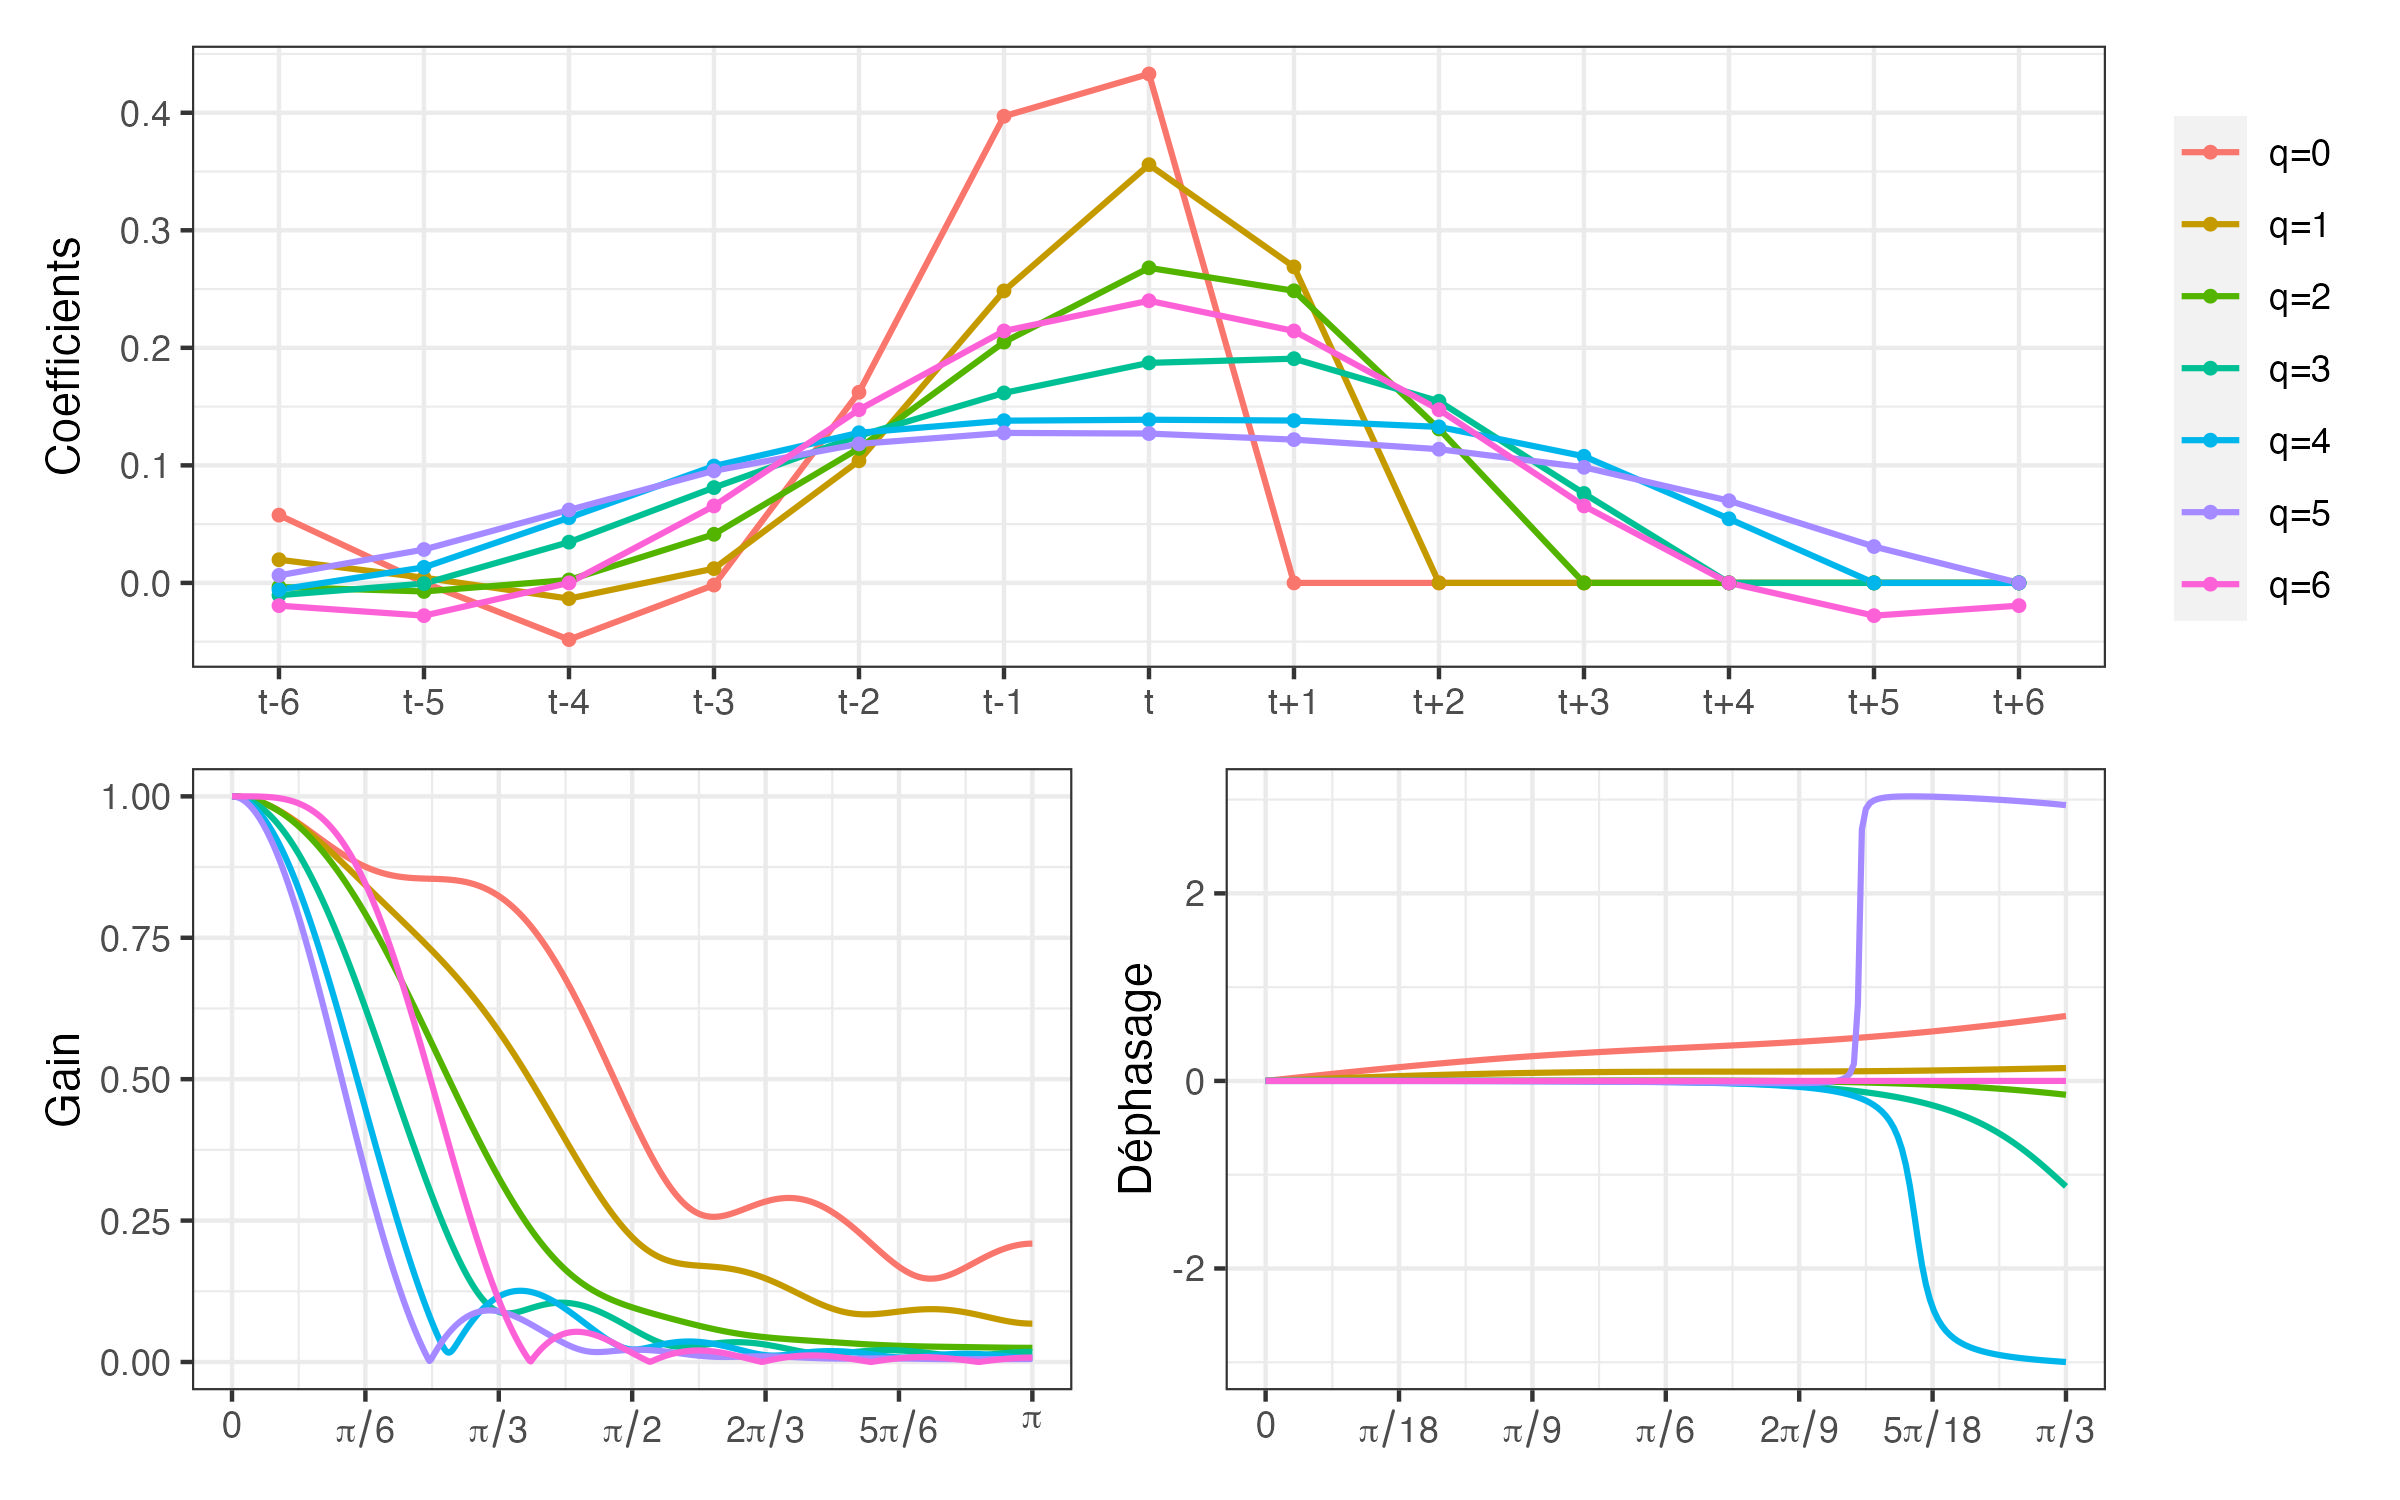 Coefficients
0.4
0.3
0.2
0.1
0.0
t-6 t-5 t-4 t-3 t-2 t-1 t t+1 t+2 t+3 t+4 t+5 t+6
q=0
q=1
q=2
q=3
q=4
q=5
q=6
Gain
1.00
0.75
0.50
0.25
0.00
0 π/6 π/3 π/2 2π/3 5π/6 π
Déphasage
2
0
-2
0 π/18 π/9 π/6 2π/9 5π/18 π/3